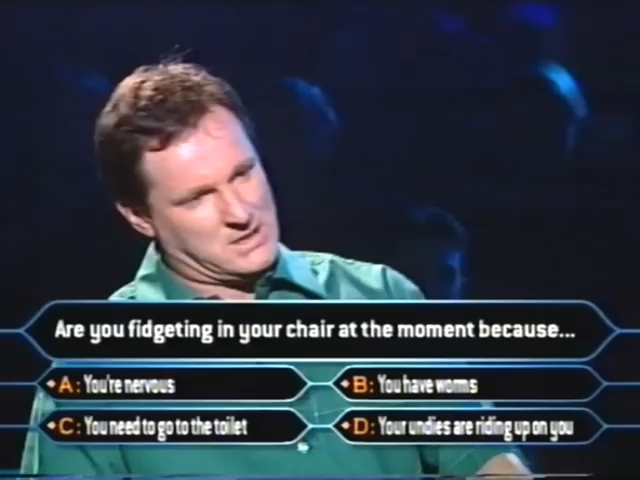 Are you fidgeting in your chair at the moment because...
A: You're nervous
B: You have worms
C: You need to go to the toilet
D: Your undies are riding up on you